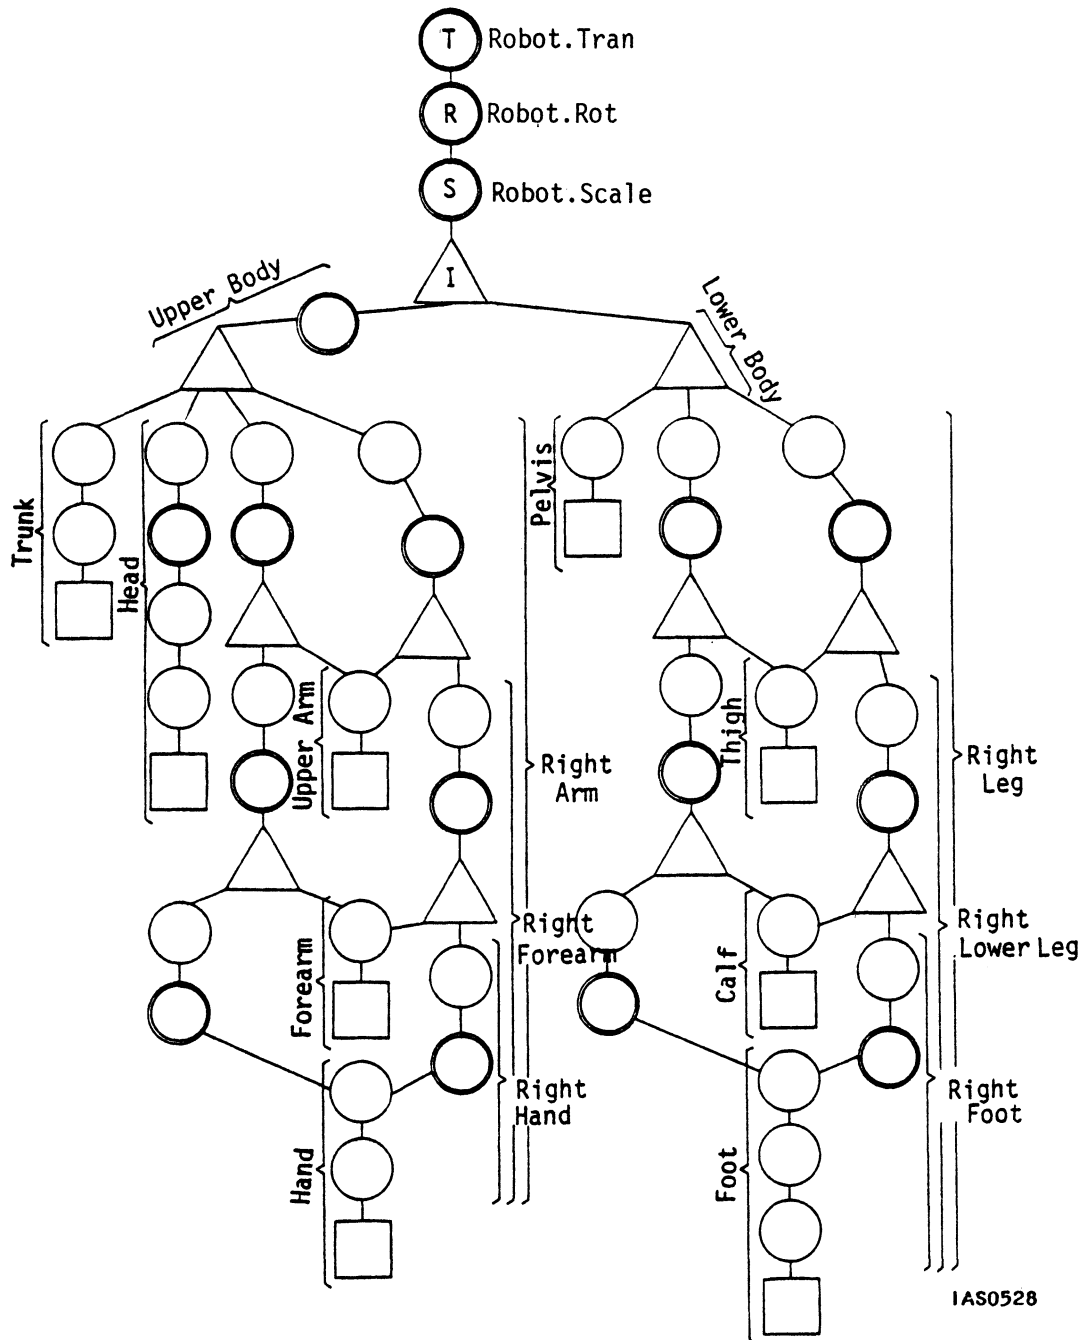 T Robot.Tran
R Robot.Rot
S Robot.Scale
I
Upper Body
Lower Body
Trunk
Head
Pelvis
Upper Arm
Thigh
Right
Arm
Right
Leg
Right
Forearm
Right
Lower Leg
Forearm
Calf
Right
Hand
Right
Foot
Hand
Foot
IAS0528